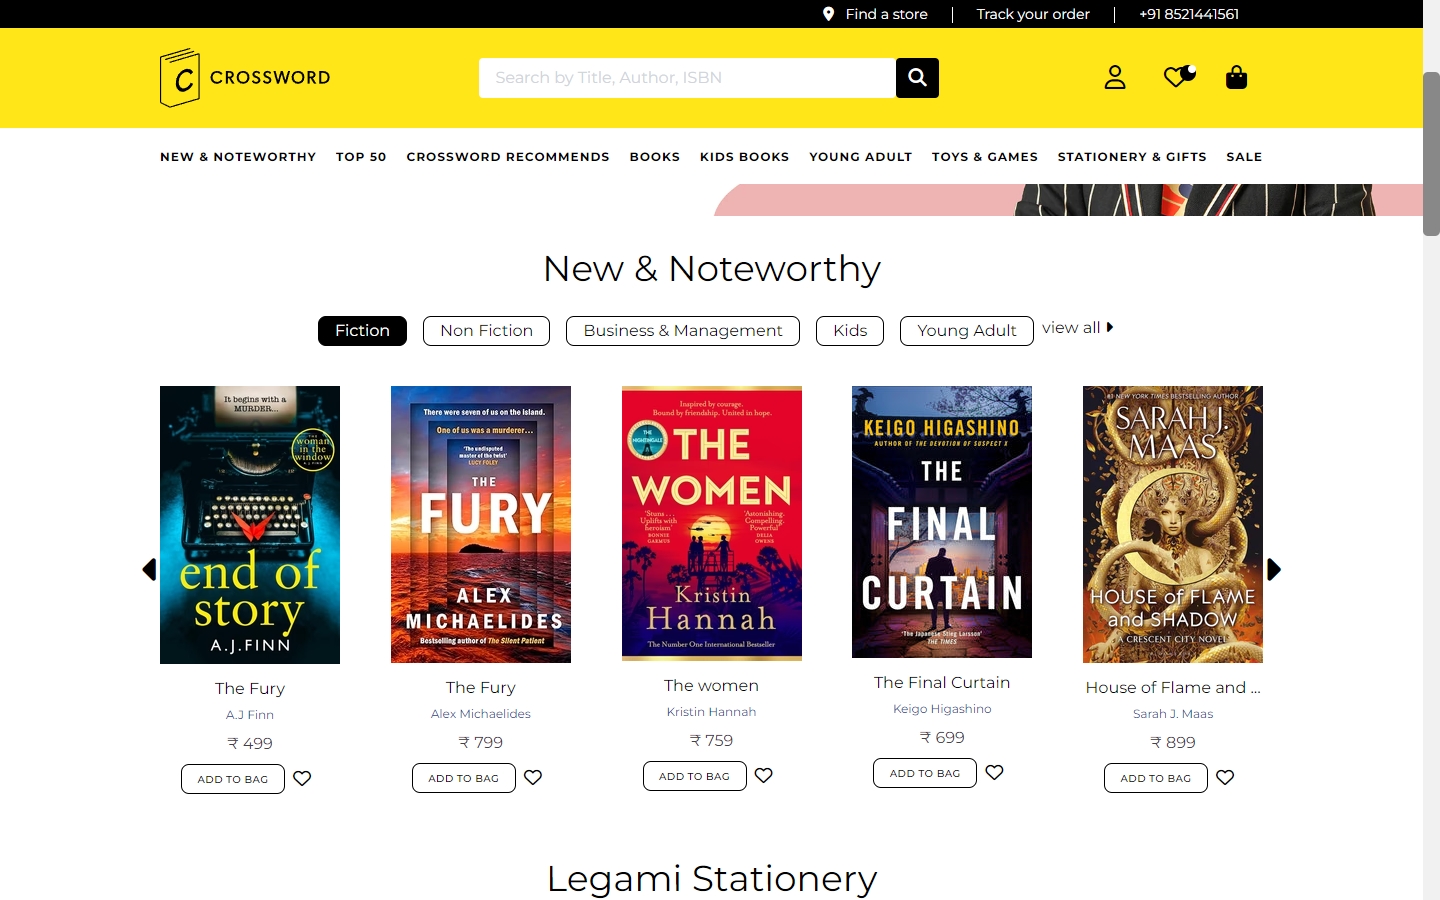 Find a store
Track your order
+91 8521441561
CROSSWORD
Search by Title, Author, ISBN
NEW & NOTEWORTHY
TOP 50
CROSSWORD RECOMMENDS
BOOKS
KIDS BOOKS
YOUNG ADULT
TOYS & GAMES
STATIONERY & GIFTS
SALE
New & Noteworthy
Fiction
Non Fiction
Business & Management
Kids
Young Adult
view all
It begins with a
MURDER...
THE
woman
in the
window
A.J FINN
end of
story
A.J.FINN
The Fury
A.J Finn
₹ 499
ADD TO BAG
There were seven of us on the island.
One of us was a murderer...
'The undisputed
master of the twist'
LUCY FOLEY
THE
FURY
ALEX
MICHAELIDES
Bestselling author of The Silent Patient
The Fury
Alex Michaelides
₹ 799
ADD TO BAG
Inspired by courage.
Bound by friendship. United in hope.
THE
NIGHTINGALE
THE
WOMEN
'Stuns...
Uplifts with
heroism'
BONNIE
GARMUS
'Astonishing.
Compelling.
Powerful'
DELIA
OWENS
Kristin
Hannah
The Number One International Bestseller
The women
Kristin Hannah
₹ 759
ADD TO BAG
KEIGO HIGASHINO
AUTHOR OF THE DEVOTION OF SUSPECT X
THE
FINAL
CURTAIN
'The Japanese Stieg Larsson'
THE TIMES
The Final Curtain
Keigo Higashino
₹ 699
ADD TO BAG
#1 NEW YORK TIMES BESTSELLING AUTHOR
SARAH J.
MAAS
HOUSE of FLAME
and SHADOW
A CRESCENT CITY NOVEL
House of Flame and ...
Sarah J. Maas
₹ 899
ADD TO BAG
Legami Stationery